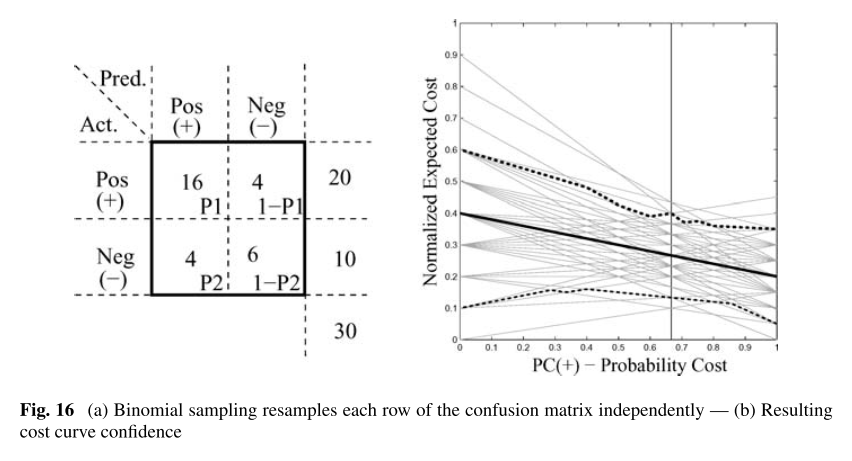 Pred.
Act.
Pos Neg
(+) (−)
Pos 16 4 20
(+) P1 1−P1
Neg 4 6 10
(−) P2 1−P2
30
Normalized Expected Cost
1
0.9
0.8
0.7
0.6
0.5
0.4
0.3
0.2
0.1
0
0 0.1 0.2 0.3 0.4 0.5 0.6 0.7 0.8 0.9 1
PC(+) − Probability Cost
Fig. 16 (a) Binomial sampling resamples each row of the confusion matrix independently — (b) Resulting
cost curve confidence